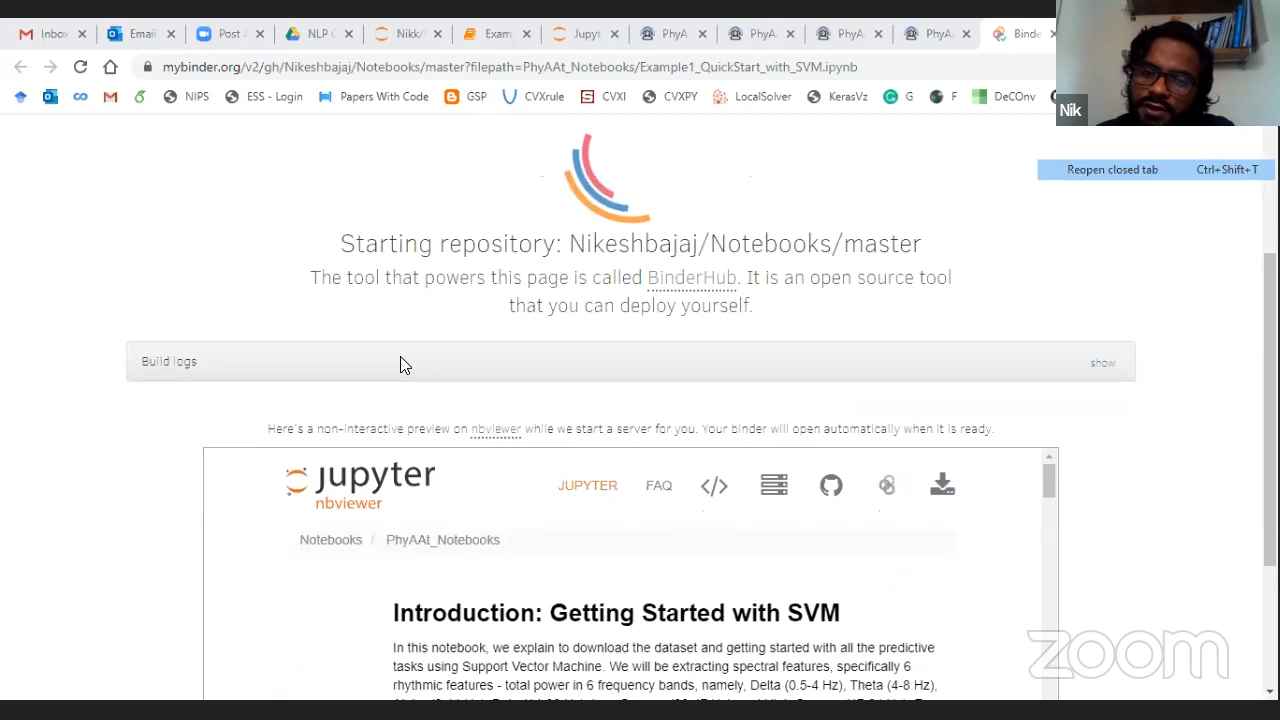 Inbox
Email
Post A
NLP C
Nikk/
Exam
Jupyt
PhyA
PhyA
PhyA
PhyA
Binde
mybinder.org/v2/gh/Nikeshbajaj/Notebooks/master?filepath=PhyAAt_Notebooks/Example1_QuickStart_with_SVM.ipynb
NIPS
ESS - Login
Papers With Code
GSP
CVXrule
CVXI
CVXPY
LocalSolver
KerasVz
G
F
DeCOnv
Nik
Reopen closed tab Ctrl+Shift+T
Starting repository: Nikeshbajaj/Notebooks/master
The tool that powers this page is called BinderHub. It is an open source tool
that you can deploy yourself.
Build logs
show
Here's a non-interactive preview on nbviewer while we start a server for you. Your binder will open automatically when it is ready.
jupyter
nbviewer
JUPYTER
FAQ
Notebooks / PhyAAt_Notebooks
Introduction: Getting Started with SVM
In this notebook, we explain to download the dataset and getting started with all the predictive
tasks using Support Vector Machine. We will be extracting spectral features, specifically 6
rhythmic features - total power in 6 frequency bands, namely, Delta (0.5-4 Hz), Theta (4-8 Hz),
zoom